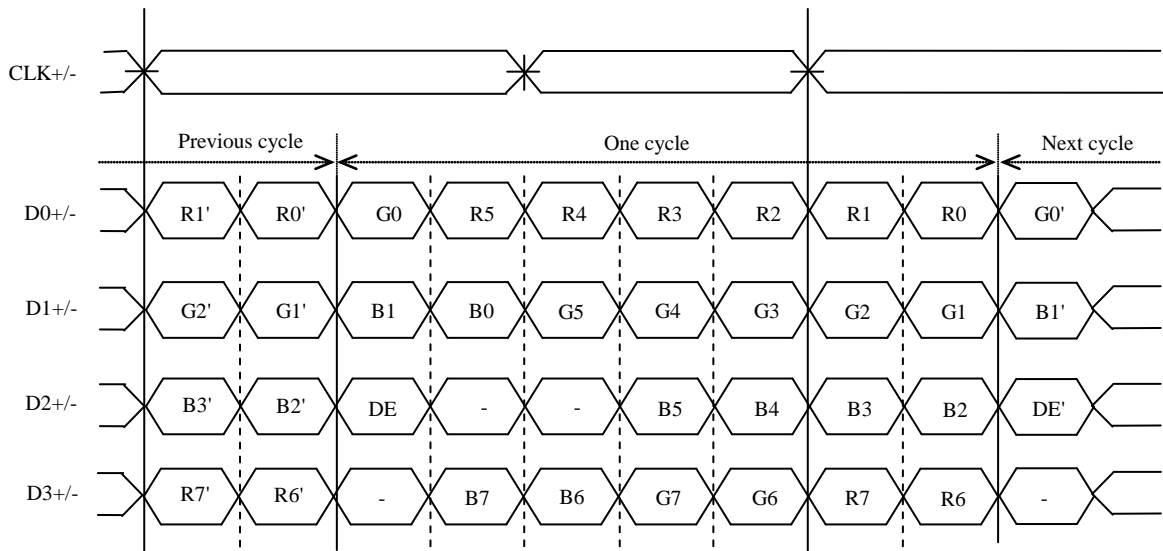 CLK+/-
Previous cycle One cycle Next cycle
D0+/- R1' R0' G0 R5 R4 R3 R2 R1 R0 G0'
D1+/- G2' G1' B1 B0 G5 G4 G3 G2 G1 B1'
D2+/- B3' B2' DE - - B5 B4 B3 B2 DE'
D3+/- R7' R6' - B7 B6 G7 G6 R7 R6 -